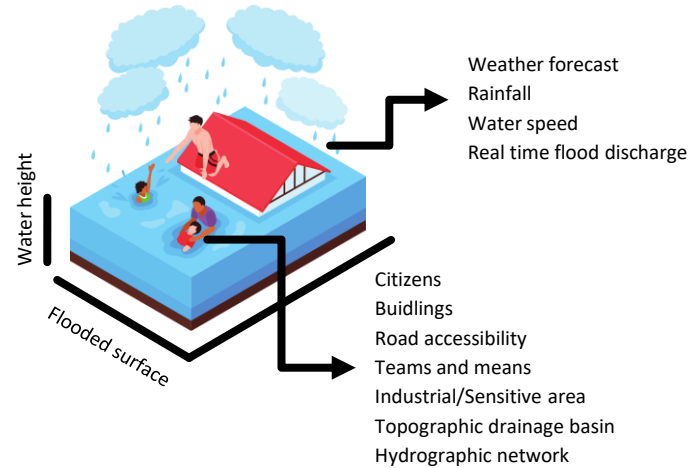 Weather forecast
Rainfall
Water speed
Real time flood discharge
Water height
Flooded surface
Citizens
Buidlings
Road accessibility
Teams and means
Industrial/Sensitive area
Topographic drainage basin
Hydrographic network